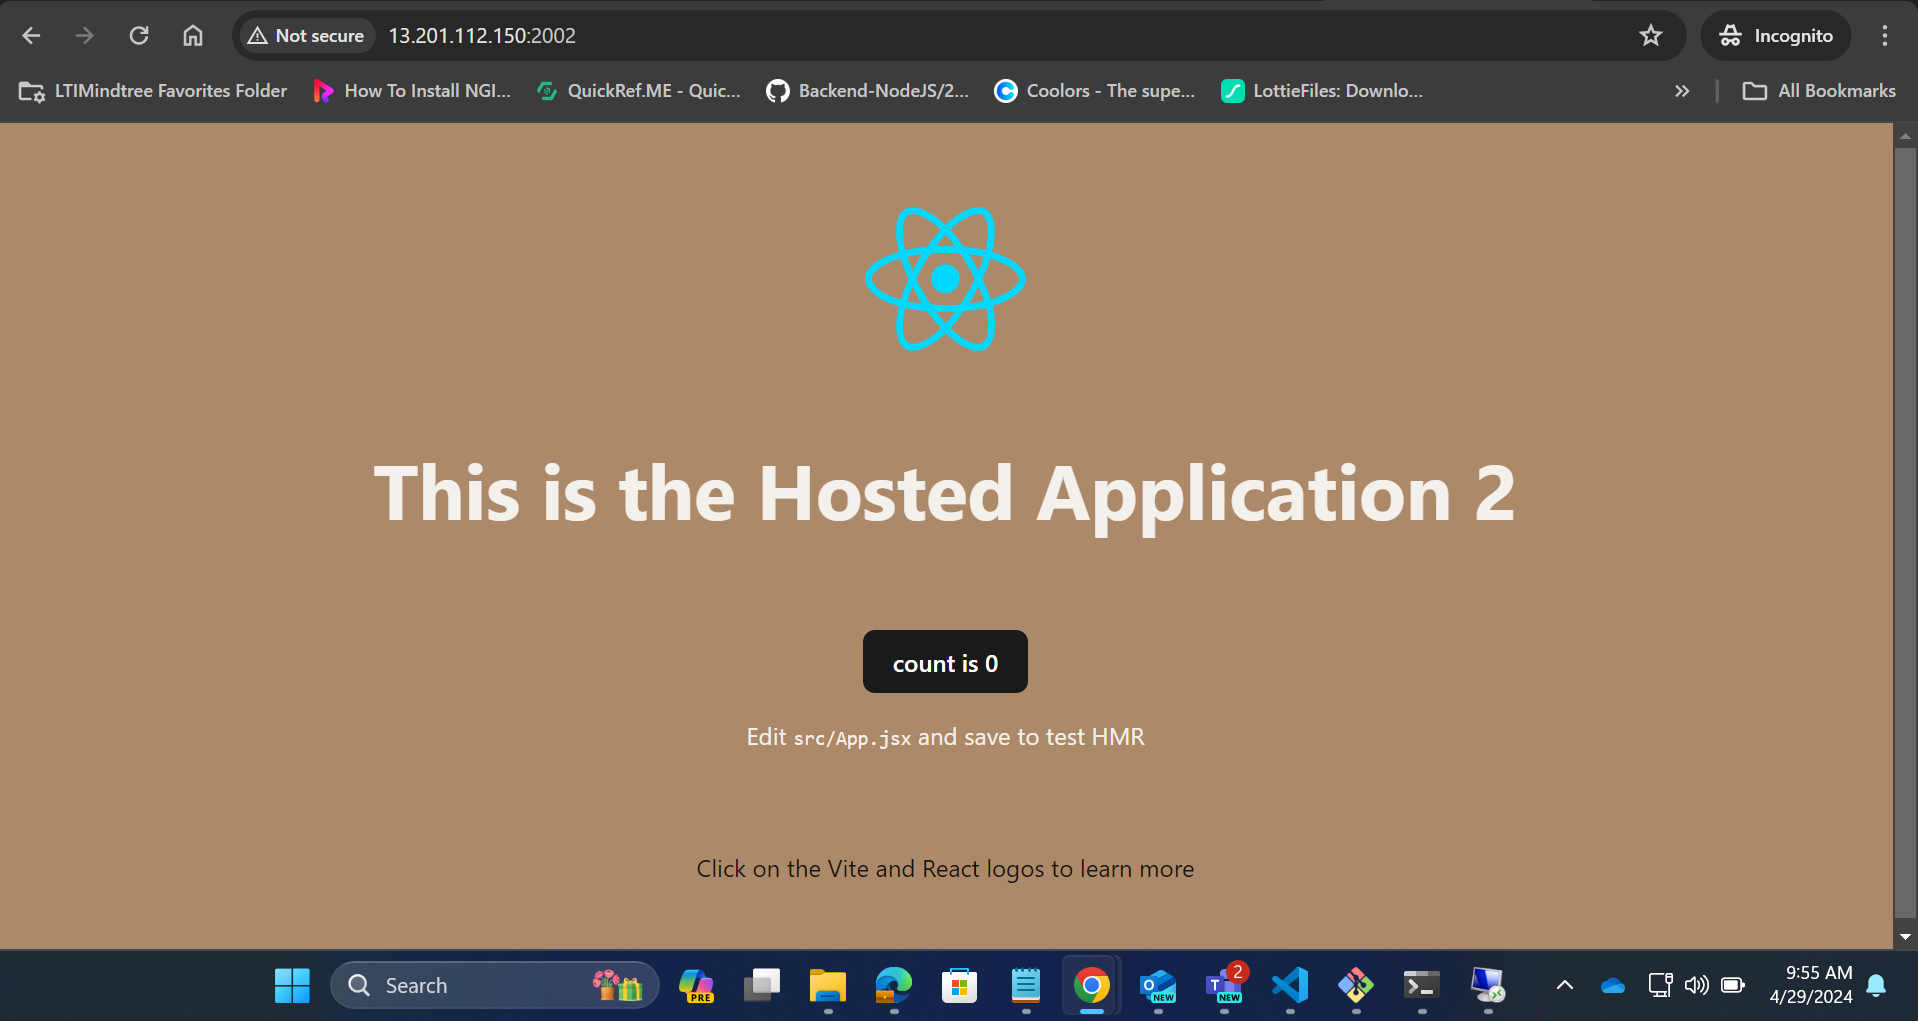 Not secure
13.201.112.150:2002
Incognito
LTIMindtree Favorites Folder
How To Install NGI...
QuickRef.ME - Quic...
Backend-NodeJS/2...
Coolors - The supe...
LottieFiles: Downlo...
»
All Bookmarks
This is the Hosted Application 2
count is 0
Edit src/App.jsx and save to test HMR
Click on the Vite and React logos to learn more
Search
PRE
NEW
2
NEW
9:55 AM
4/29/2024